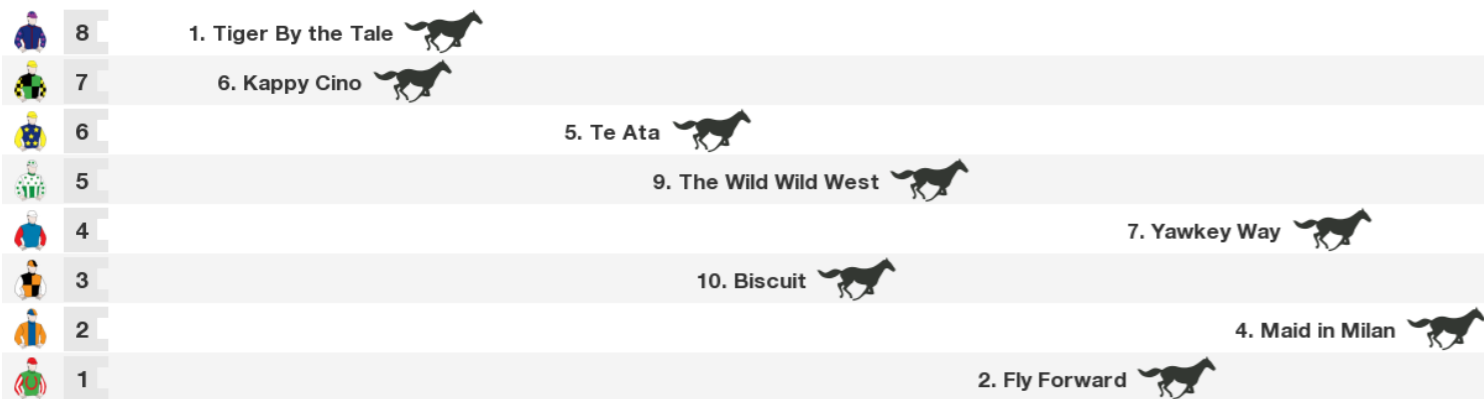 8 1. Tiger By the Tale
7 6. Kappy Cino
6 5. Te Ata
5 9. The Wild Wild West
4 7. Yawkey Way
3 10. Biscuit
2 4. Maid in Milan
1 2. Fly Forward